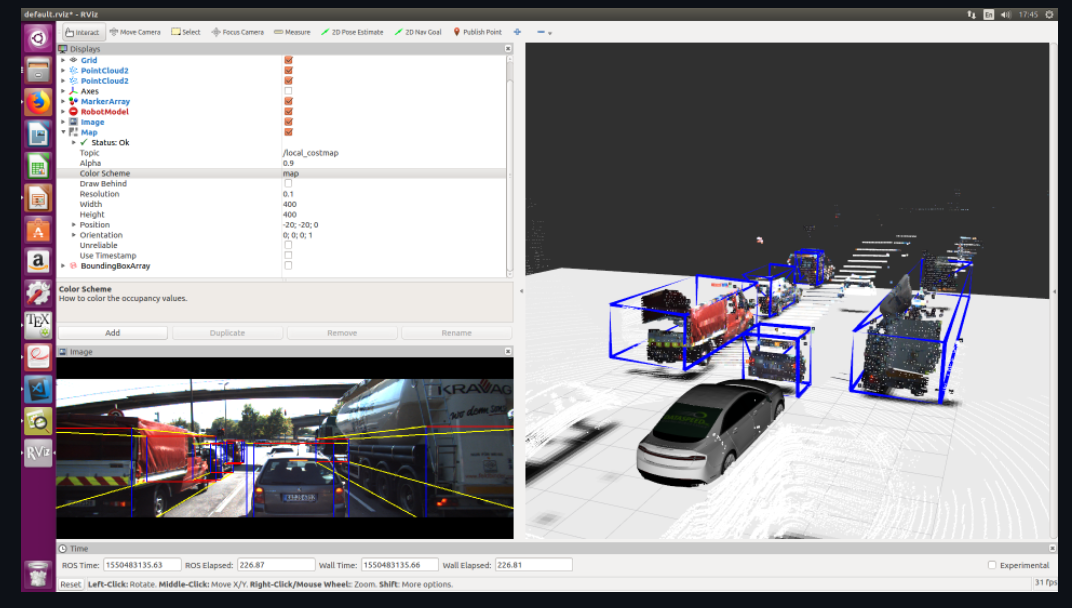 default.rviz* - RViz
En 17:45
Interact Move Camera Select Focus Camera Measure 2D Pose Estimate 2D Nav Goal Publish Point
Displays
Grid
PointCloud2
PointCloud2
Axes
MarkerArray
RobotModel
Image
Map
Status: Ok
Topic /local_costmap
Alpha 0.9
Color Scheme map
Draw Behind
Resolution 0.1
Width 400
Height 400
Position -20; -20; 0
Orientation 0; 0; 0; 1
Unreliable
Use Timestamp
BoundingBoxArray
Color Scheme
How to color the occupancy values.
Add Duplicate Remove Rename
Image
KRAVAG
Time
ROS Time: 1550483135.63 ROS Elapsed: 226.87 Wall Time: 1550483135.66 Wall Elapsed: 226.81 Experimental
Reset Left-Click: Rotate. Middle-Click: Move X/Y. Right-Click/Mouse Wheel:: Zoom. Shift: More options. 31 fps
A
a
TEX
RViz